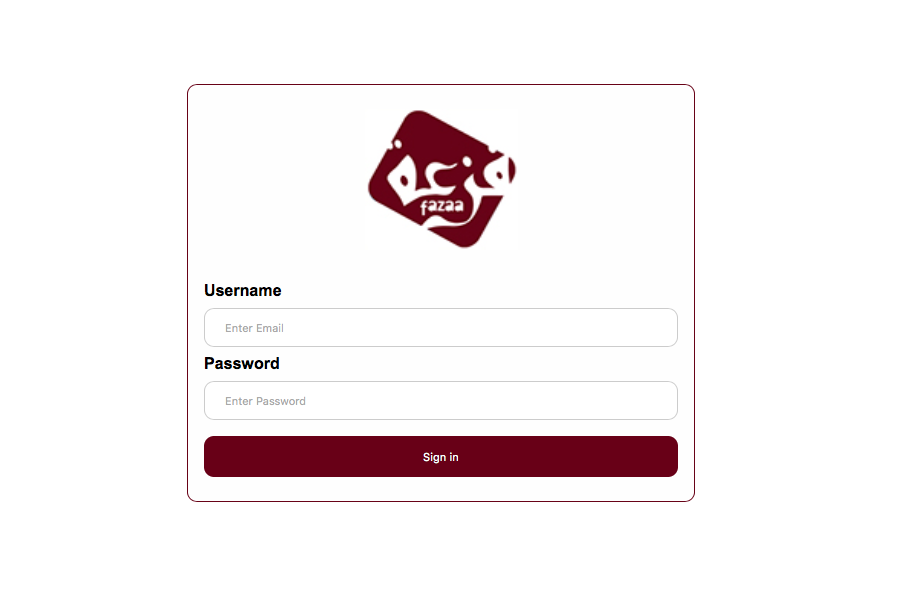 فزعة
fazaa
Username
Enter Email
Password
Enter Password
Sign in